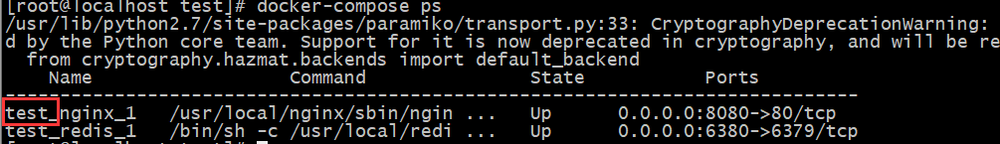 [root@localhost test]# docker-compose ps
/usr/lib/python2.7/site-packages/paramiko/transport.py:33: CryptographyDeprecationWarning:
d by the Python core team. Support for it is now deprecated in cryptography, and will be re
  from cryptography.hazmat.backends import default_backend
    Name                   Command               State           Ports
--------------------------------------------------------------------------------
test_nginx_1   /usr/local/nginx/sbin/ngin ...   Up      0.0.0.0:8080->80/tcp
test_redis_1   /bin/sh -c /usr/local/redi ...   Up      0.0.0.0:6380->6379/tcp